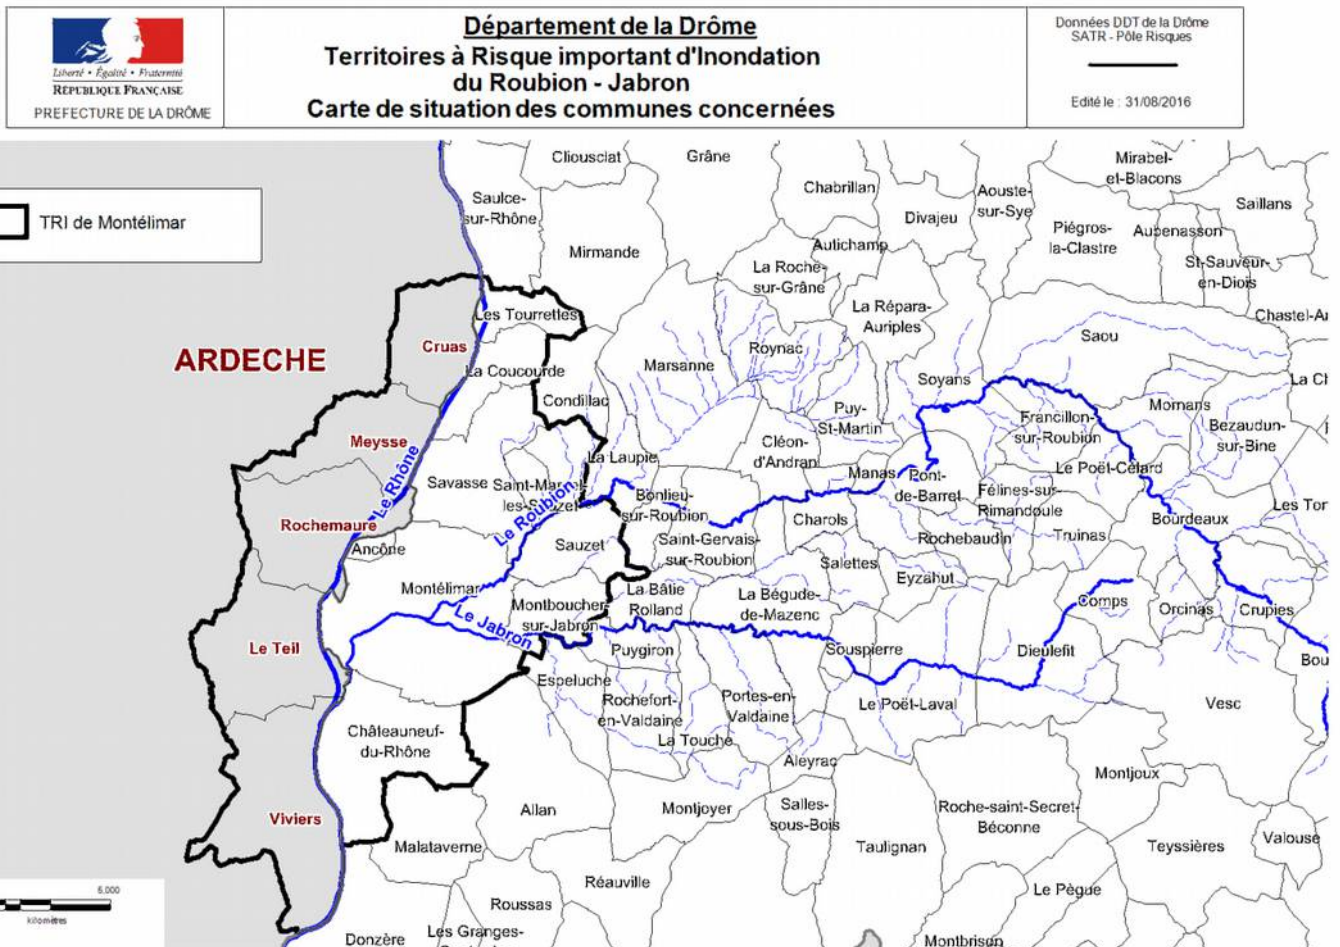 Liberté • Égalité • Fraternité
RÉPUBLIQUE FRANÇAISE
PREFECTURE DE LA DRÔME
Département de la Drôme
Territoires à Risque important d'Inondation
du Roubion - Jabron
Carte de situation des communes concernées
Données DDT de la Drôme
SATR - Pôle Risques
Edité le : 31/08/2016
TRI de Montélimar
ARDECHE
Cliousclat
Grâne
Mirabel-
et-Blacons
Chabrillan
Aouste-
sur-Sye
Saillans
Saulce-
sur-Rhône
Divajeu
Piégros-
la-Clastre
Aubenasson
Mirmande
Autichamp
La Roche-
sur-Grâne
St-Sauveur-
en-Diois
La Répara-
Auriples
Les Tourrettes
Saou
Cruas
Marsanne
Roynac
La Coucourde
Soyans
Condillac
Puy-
St-Martin
Francillon-
sur-Roubion
Mornans
Bezaudun-
sur-Bine
Meysse
Le Rhône
Cléon-
d'Andran
La Laupie
Manas
Pont-
de-Barret
Le Poët-Célard
Savasse
Le Roubion
Bonlieu-
sur-Roubion
Félines-sur-
Rimandoule
Rochemaure
Charols
Bourdeaux
Ancône
Sauzet
Saint-Gervais-
sur-Roubion
Rochebaudin
Truinas
Salettes
Eyzahut
Montélimar
La Bâtie
Rolland
La Bégude-
de-Mazenc
Montboucher-
sur-Jabron
Le Jabron
Comps
Orcinas
Crupies
Le Teil
Puygiron
Souspierre
Dieulefit
Espeluche
Rochefort-
en-Valdaine
Portes-en-
Valdaine
Le Poët-Laval
Vesc
Châteauneuf-
du-Rhône
La Touche
Aleyrac
Montjoux
Viviers
Allan
Montjoyer
Salles-
sous-Bois
Roche-saint-Secret-
Béconne
Malataverne
Taulignan
Teyssières
Valouse
Réauville
Le Pègue
Roussas
Donzère
Les Granges-
Montbrison
5,000
kilomètres